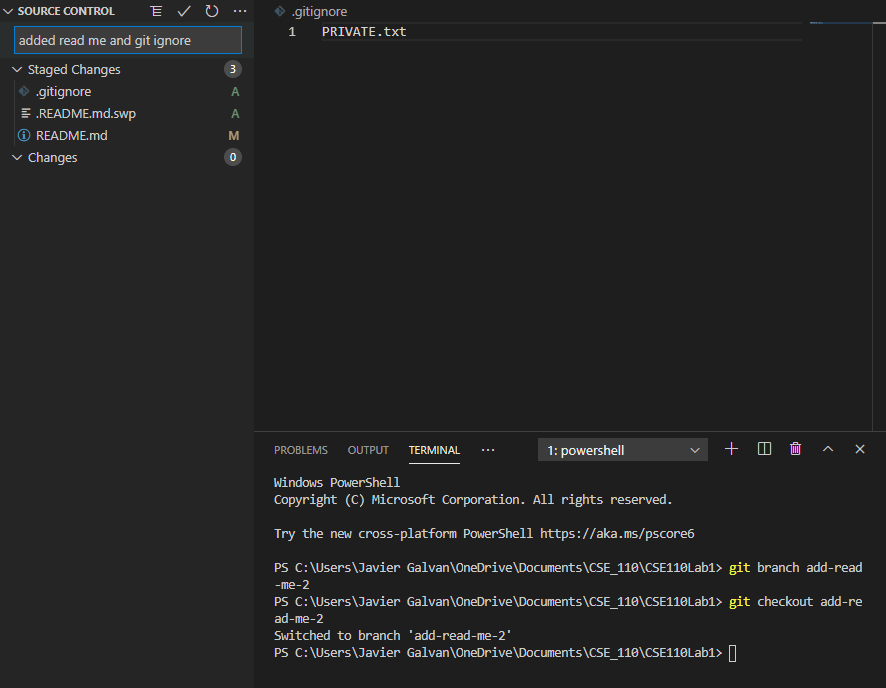 SOURCE CONTROL
added read me and git ignore
Staged Changes 3
.gitignore A
.README.md.swp A
README.md M
Changes 0
.gitignore
1 PRIVATE.txt
PROBLEMS OUTPUT TERMINAL ··· 1: powershell
Windows PowerShell
Copyright (C) Microsoft Corporation. All rights reserved.
Try the new cross-platform PowerShell https://aka.ms/pscore6
PS C:\Users\Javier Galvan\OneDrive\Documents\CSE_110\CSE110Lab1> git branch add-read
-me-2
PS C:\Users\Javier Galvan\OneDrive\Documents\CSE_110\CSE110Lab1> git checkout add-re
ad-me-2
Switched to branch 'add-read-me-2'
PS C:\Users\Javier Galvan\OneDrive\Documents\CSE_110\CSE110Lab1>